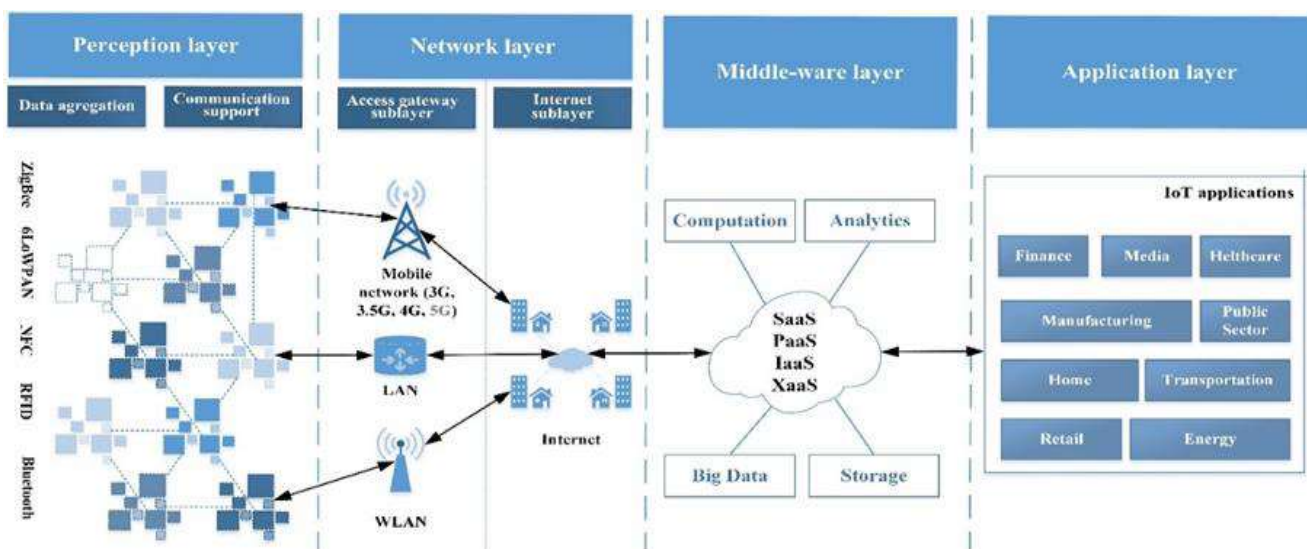 Perception layer
Network layer
Middle-ware layer
Application layer
Data agregation
Communication
support
Access gateway
sublayer
Internet
sublayer
ZigBee
6LoWPAN
NFC
RFID
Bluetooth
Mobile
network (3G,
3.5G, 4G, 5G)
LAN
WLAN
Internet
Computation
Analytics
SaaS
PaaS
IaaS
XaaS
Big Data
Storage
IoT applications
Finance
Media
Helthcare
Manufacturing
Public
Sector
Home
Transportation
Retail
Energy